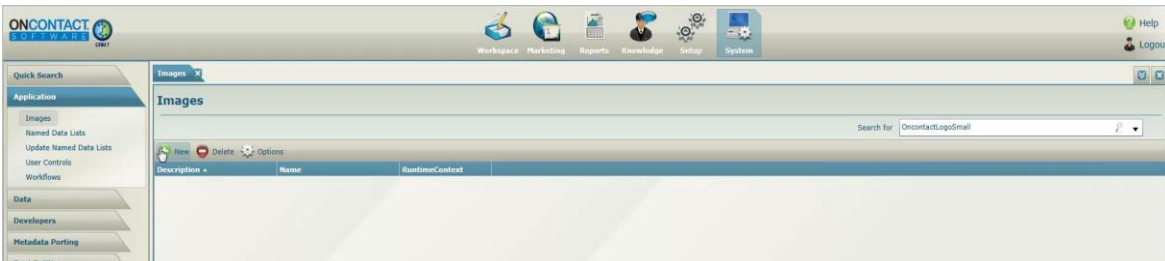 ONCONTACT
SOFTWARE
CRM 7
Workspace Marketing Reports Knowledge Setup System
Help
Logou
Quick Search
Images
Application
Images
Images
Named Data Lists
Search for OncontactLogoSmall
Update Named Data Lists
New Delete Options
User Controls
Description Name RuntimeContext
Workflows
Data
Developers
Metadata Porting